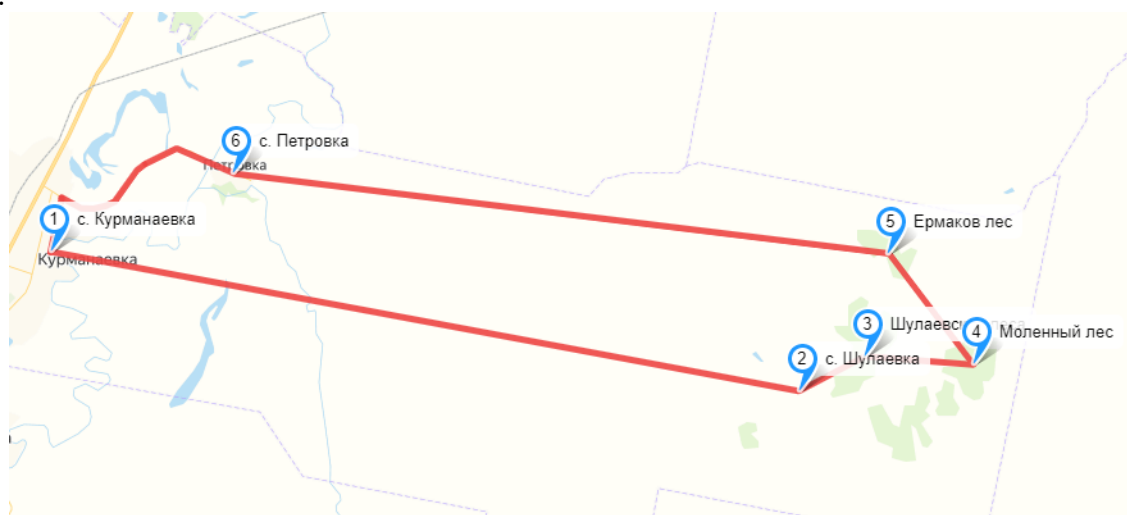 6 с. Петровка
Петровка
1 с. Курманаевка
Курманаевка
5 Ермаков лес
3 Шулаевс
4 Моленный лес
2 с. Шулаевка